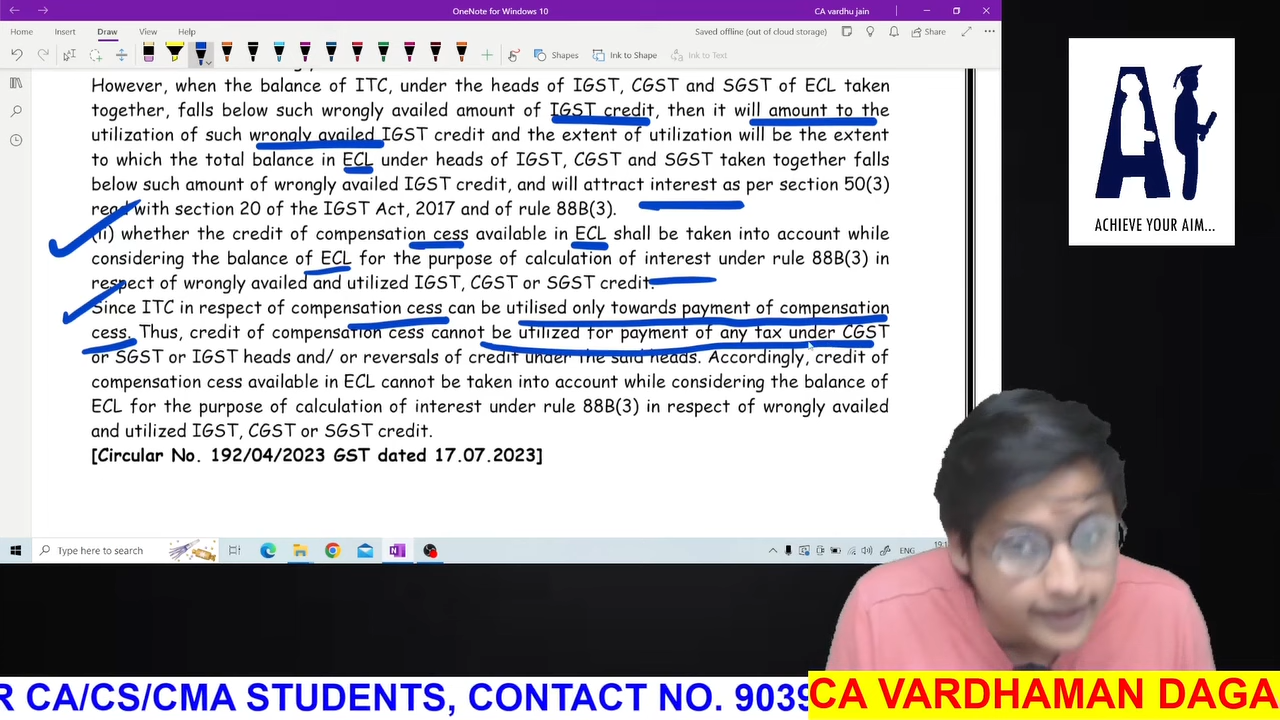 OneNote for Windows 10
CA vardhu jain
Home Insert Draw View Help
Saved offline (out of cloud storage)
Share
Shapes
Ink to Shape
Ink to Text
However, when the balance of ITC, under the heads of IGST, CGST and SGST of ECL taken
together, falls below such wrongly availed amount of IGST credit, then it will amount to the
utilization of such wrongly availed IGST credit and the extent of utilization will be the extent
to which the total balance in ECL under heads of IGST, CGST and SGST taken together falls
below such amount of wrongly availed IGST credit, and will attract interest as per section 50(3)
read with section 20 of the IGST Act, 2017 and of rule 88B(3).
(ii) whether the credit of compensation cess available in ECL shall be taken into account while
considering the balance of ECL for the purpose of calculation of interest under rule 88B(3) in
respect of wrongly availed and utilized IGST, CGST or SGST credit.
Since ITC in respect of compensation cess can be utilised only towards payment of compensation
cess. Thus, credit of compensation cess cannot be utilized for payment of any tax under CGST
or SGST or IGST heads and/ or reversals of credit under the said heads. Accordingly, credit of
compensation cess available in ECL cannot be taken into account while considering the balance of
ECL for the purpose of calculation of interest under rule 88B(3) in respect of wrongly availed
and utilized IGST, CGST or SGST credit.
[Circular No. 192/04/2023 GST dated 17.07.2023]
AI
ACHIEVE YOUR AIM...
Type here to search
ENG
R CA/CS/CMA STUDENTS, CONTACT NO. 9039
CA VARDHAMAN DAGA